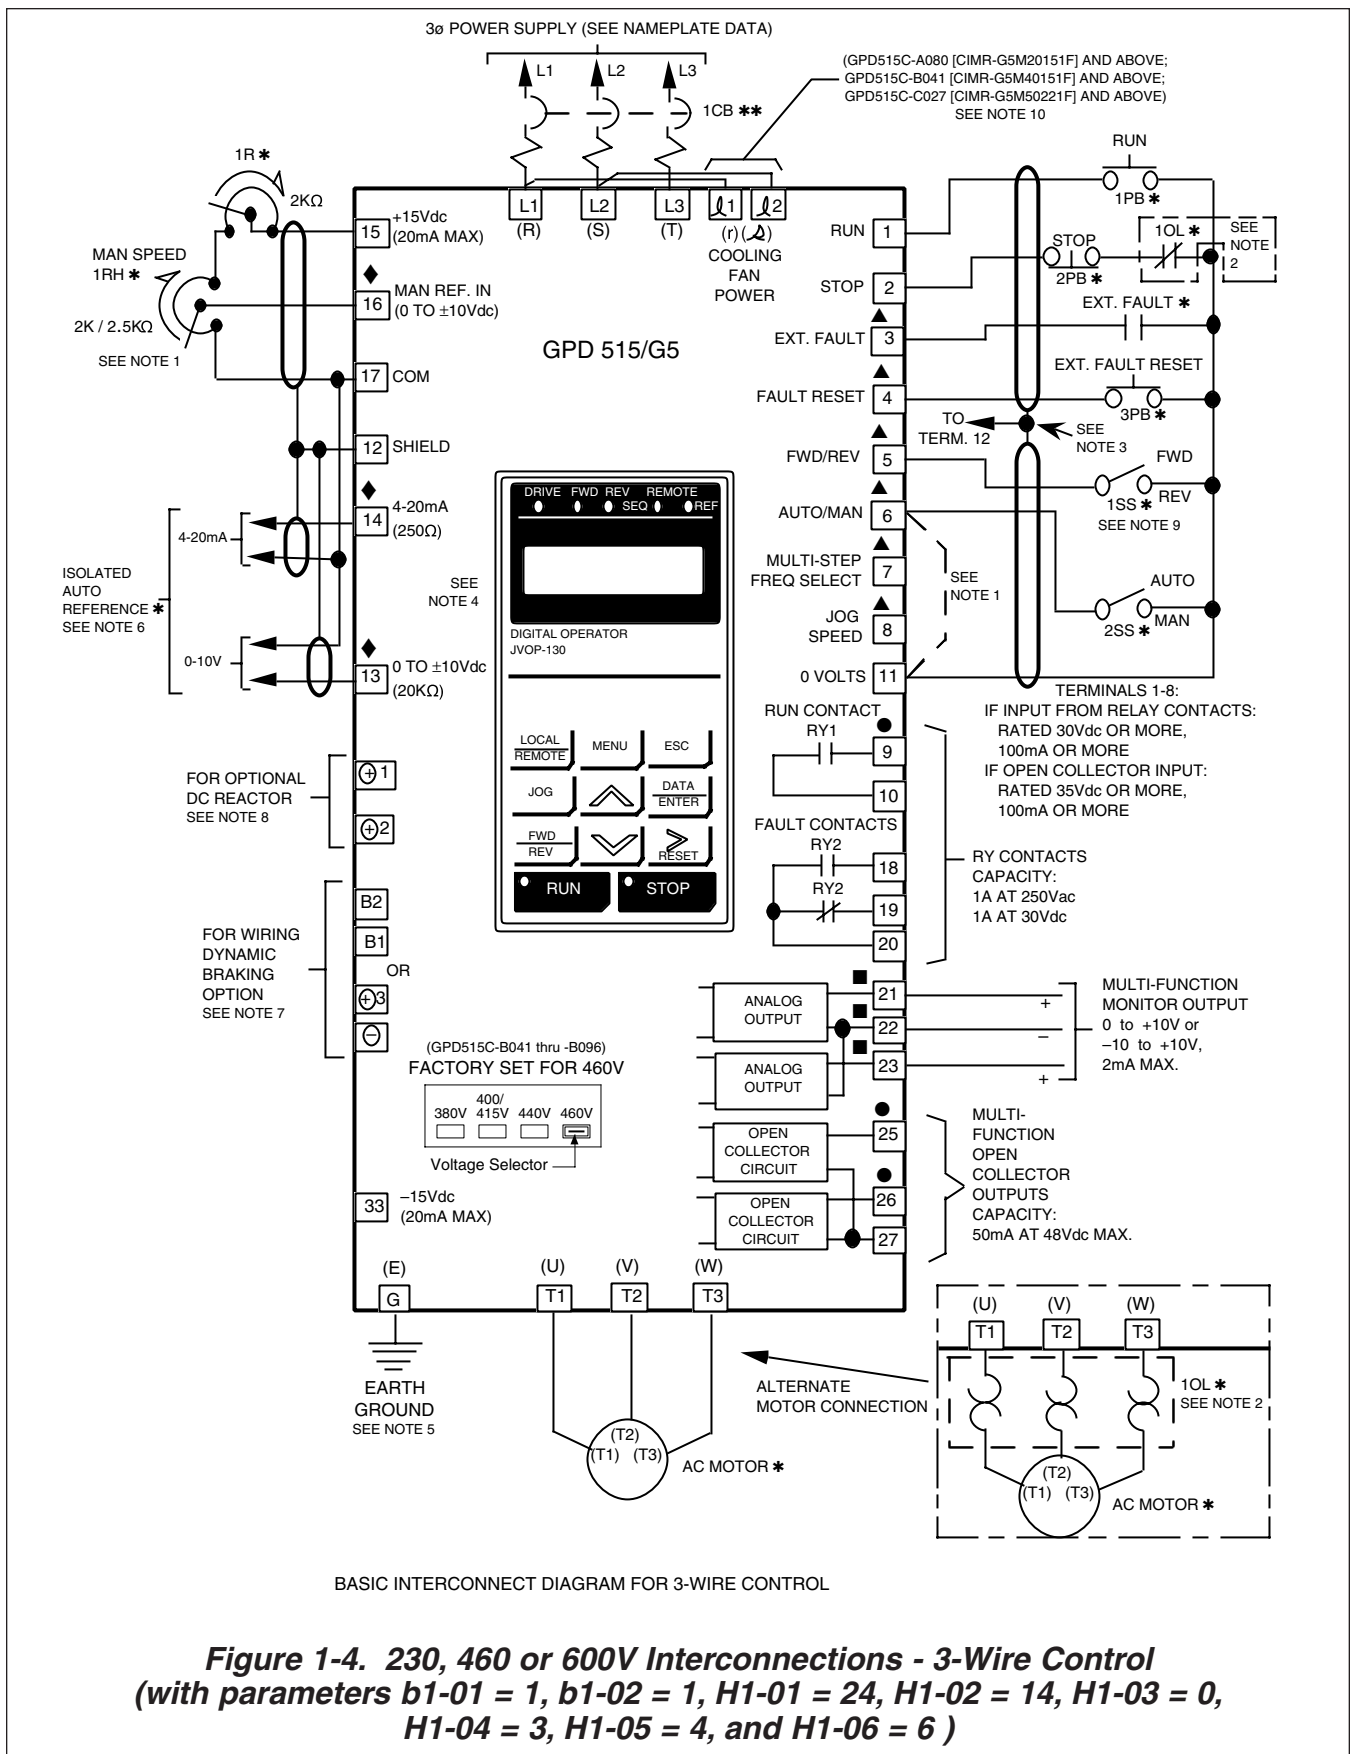 3ø POWER SUPPLY (SEE NAMEPLATE DATA)
L1
L2
L3
1CB ✱✱
(GPD515C-A080 [CIMR-G5M20151F] AND ABOVE;
GPD515C-B041 [CIMR-G5M40151F] AND ABOVE;
GPD515C-C027 [CIMR-G5M50221F] AND ABOVE)
SEE NOTE 10
1R ✱
2KΩ
MAN SPEED
1RH ✱
2K / 2.5KΩ
SEE NOTE 1
L1
L2
L3
ℓ1
ℓ2
(R)
(S)
(T)
(r)
(s)
COOLING
FAN
POWER
15
+15Vdc
(20mA MAX)
◆
16
MAN REF. IN
(0 TO ±10Vdc)
17
COM
12
SHIELD
◆
14
4-20mA
(250Ω)
◆
13
0 TO ±10Vdc
(20KΩ)
4-20mA
0-10V
ISOLATED
AUTO
REFERENCE ✱
SEE NOTE 6
GPD 515/G5
RUN
1
STOP
2
▲
EXT. FAULT
3
▲
FAULT RESET
4
▲
FWD/REV
5
▲
AUTO/MAN
6
▲
MULTI-STEP
FREQ SELECT
7
▲
JOG
SPEED
8
0 VOLTS
11
RUN
1PB ✱
STOP
2PB ✱
1OL ✱
SEE
NOTE
2
EXT. FAULT ✱
EXT. FAULT RESET
3PB ✱
TO
TERM. 12
SEE
NOTE 3
FWD
REV
1SS ✱
SEE NOTE 9
SEE
NOTE 1
AUTO
MAN
2SS ✱
TERMINALS 1-8:
IF INPUT FROM RELAY CONTACTS:
RATED 30Vdc OR MORE,
100mA OR MORE
IF OPEN COLLECTOR INPUT:
RATED 35Vdc OR MORE,
100mA OR MORE
SEE
NOTE 4
DRIVE FWD REV REMOTE
SEQ REF
DIGITAL OPERATOR
JVOP-130
LOCAL
REMOTE
MENU
ESC
JOG
DATA
ENTER
FWD
REV
RESET
RUN
STOP
RUN CONTACT
RY1
●
9
10
FAULT CONTACTS
RY2
18
RY2
19
20
RY CONTACTS
CAPACITY:
1A AT 250Vac
1A AT 30Vdc
FOR OPTIONAL
DC REACTOR
SEE NOTE 8
⊕1
⊕2
FOR WIRING
DYNAMIC
BRAKING
OPTION
SEE NOTE 7
B2
B1
OR
⊕3
⊖
ANALOG
OUTPUT
ANALOG
OUTPUT
■
21
■
22
■
23
+
–
+
MULTI-FUNCTION
MONITOR OUTPUT
0 to +10V or
–10 to +10V,
2mA MAX.
(GPD515C-B041 thru -B096)
FACTORY SET FOR 460V
380V
400/
415V
440V
460V
Voltage Selector
OPEN
COLLECTOR
CIRCUIT
OPEN
COLLECTOR
CIRCUIT
●
25
●
26
27
MULTI-
FUNCTION
OPEN
COLLECTOR
OUTPUTS
CAPACITY:
50mA AT 48Vdc MAX.
33
–15Vdc
(20mA MAX)
(E)
G
EARTH
GROUND
SEE NOTE 5
(U)
(V)
(W)
T1
T2
T3
(T1)
(T2)
(T3)
AC MOTOR ✱
ALTERNATE
MOTOR CONNECTION
(U)
(V)
(W)
T1
T2
T3
1OL ✱
SEE NOTE 2
(T1)
(T2)
(T3)
AC MOTOR ✱
BASIC INTERCONNECT DIAGRAM FOR 3-WIRE CONTROL
Figure 1-4. 230, 460 or 600V Interconnections - 3-Wire Control
(with parameters b1-01 = 1, b1-02 = 1, H1-01 = 24, H1-02 = 14, H1-03 = 0,
H1-04 = 3, H1-05 = 4, and H1-06 = 6 )